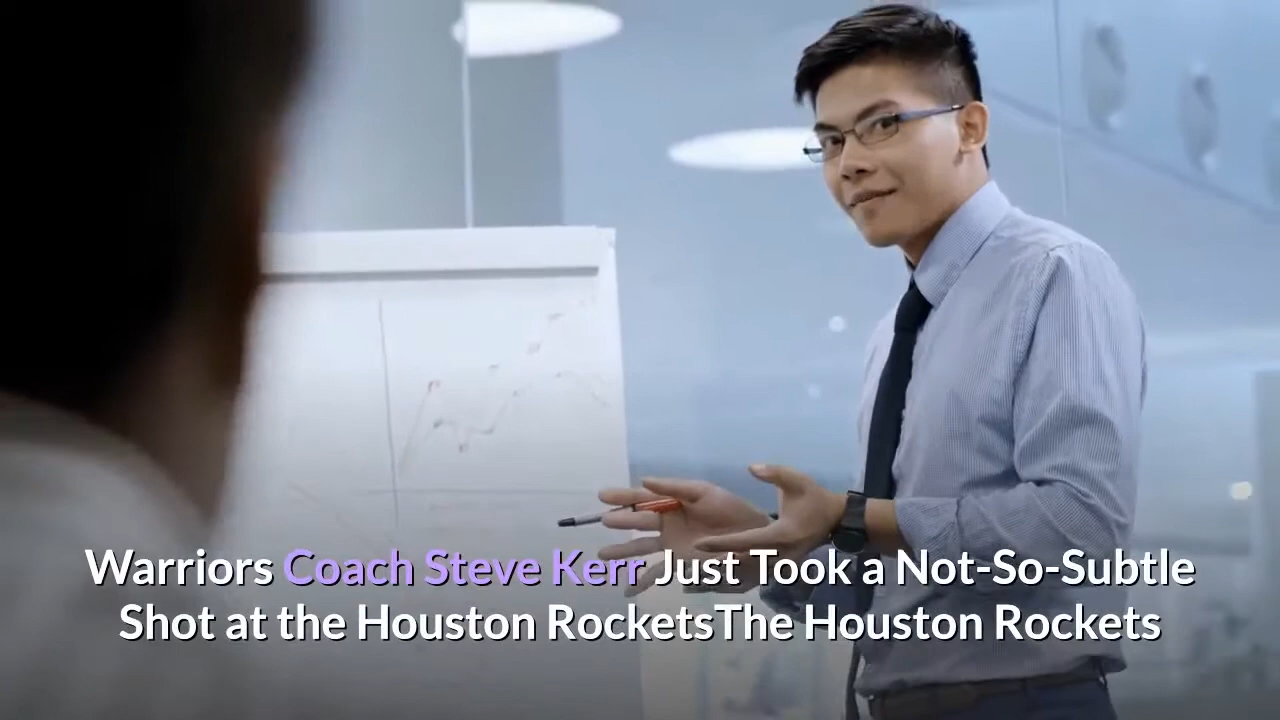 Warriors Coach Steve Kerr Just Took a Not-So-Subtle
Shot at the Houston RocketsThe Houston Rockets